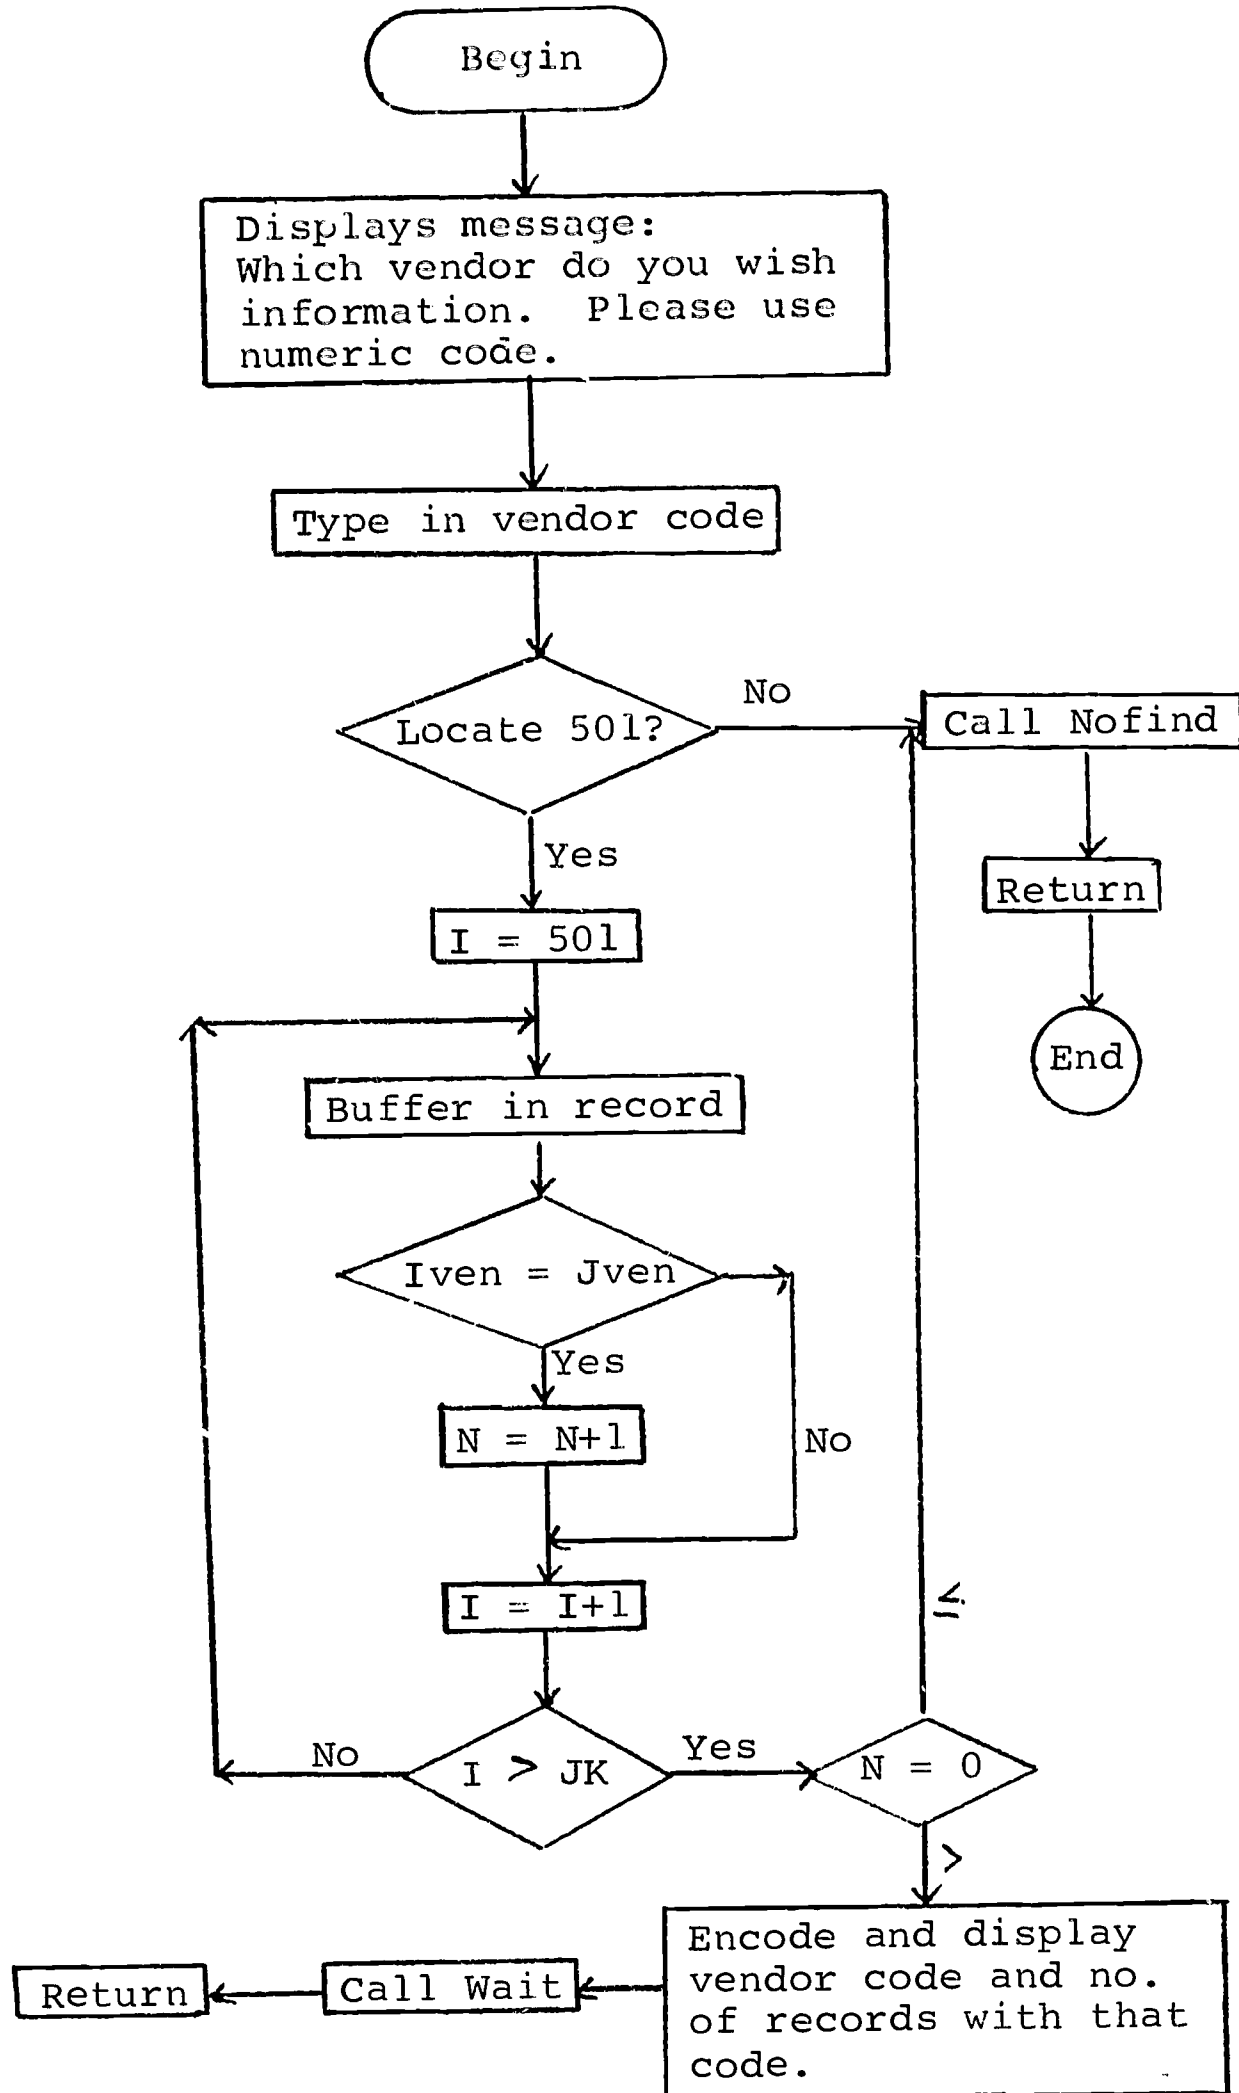 Begin
Displays message:
Which vendor do you wish
information. Please use
numeric code.
Type in vendor code
Locate 501?
No
Call Nofind
Yes
Return
I = 501
End
Buffer in record
Iven = Jven
Yes
N = N+1
No
I = I+1
≤
No
I > JK
Yes
N = 0
>
Encode and display
vendor code and no.
of records with that
code.
Call Wait
Return